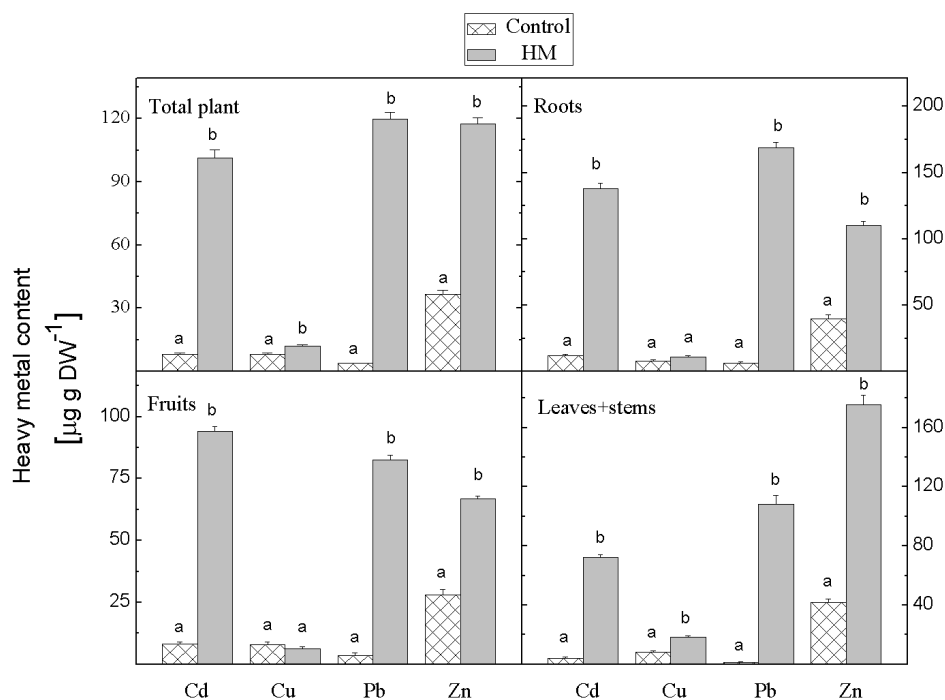 Control
HM
Total plant
Roots
Fruits
Leaves+stems
Heavy metal content
[μg g DW⁻¹]
120
90
60
30
200
150
100
50
100
75
50
25
160
120
80
40
a b a b a b a b
a b a a a b a b
a b a a a b a b
a b a b a b a b
Cd Cu Pb Zn
Cd Cu Pb Zn